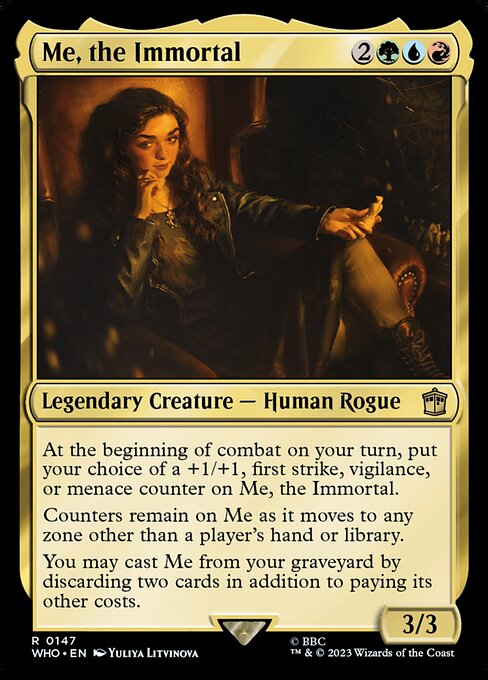 Me, the Immortal 2
Legendary Creature — Human Rogue
At the beginning of combat on your turn, put
your choice of a +1/+1, first strike, vigilance,
or menace counter on Me, the Immortal.
Counters remain on Me as it moves to any
zone other than a player's hand or library.
You may cast Me from your graveyard by
discarding two cards in addition to paying its
other costs.
3/3
R 0147
WHO • EN Yuliya Litvinova
© BBC
™ & © 2023 Wizards of the Coast